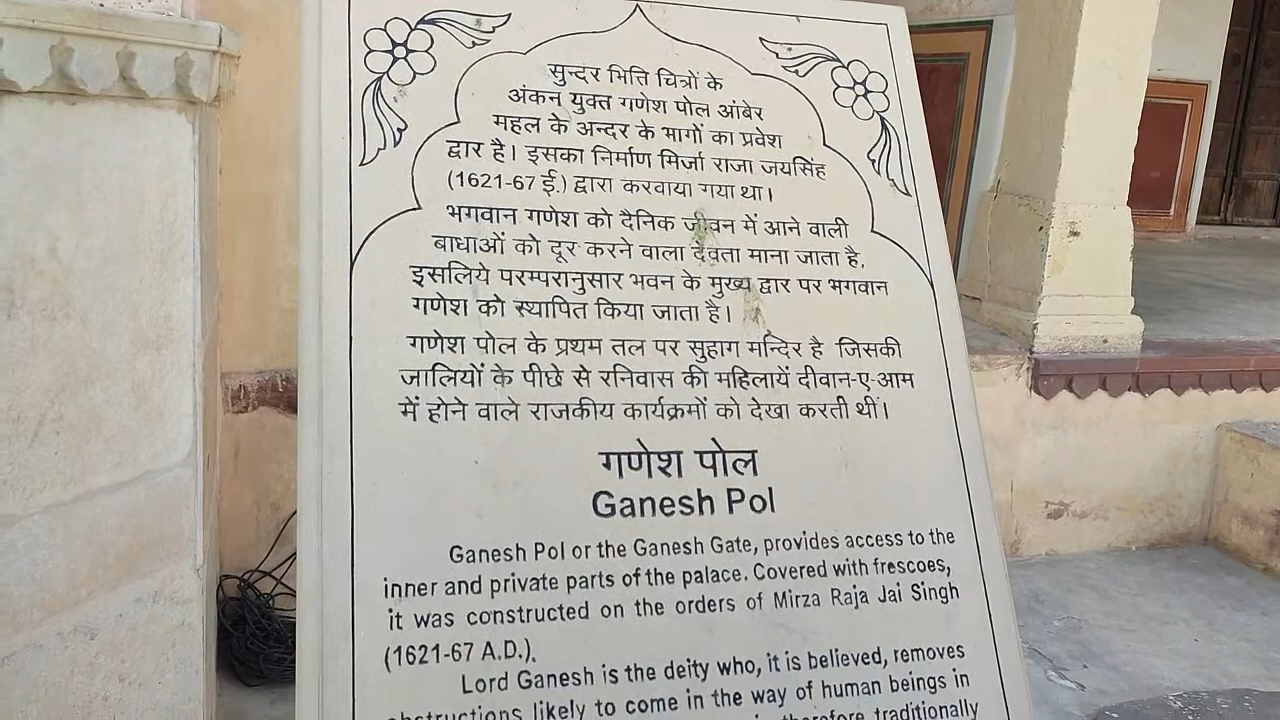 सुन्दर भित्ति चित्रों के
अंकन युक्त गणेश पोल आंबेर
महल के अन्दर के भागों का प्रवेश
द्वार है। इसका निर्माण मिर्जा राजा जयसिंह
(1621-67 ई.) द्वारा करवाया गया था।
भगवान गणेश को दैनिक जीवन में आने वाली
बाधाओं को दूर करने वाला देवता माना जाता है,
इसलिये परम्परानुसार भवन के मुख्य द्वार पर भगवान
गणेश को स्थापित किया जाता है।
गणेश पोल के प्रथम तल पर सुहाग मन्दिर है जिसकी
जालियों के पीछे से रनिवास की महिलायें दीवान-ए-आम
में होने वाले राजकीय कार्यक्रमों को देखा करती थीं।
गणेश पोल
Ganesh Pol
Ganesh Pol or the Ganesh Gate, provides access to the
inner and private parts of the palace. Covered with frescoes,
it was constructed on the orders of Mirza Raja Jai Singh
(1621-67 A.D.).
Lord Ganesh is the deity who, it is believed, removes
obstructions likely to come in the way of human beings in
therefore traditionally